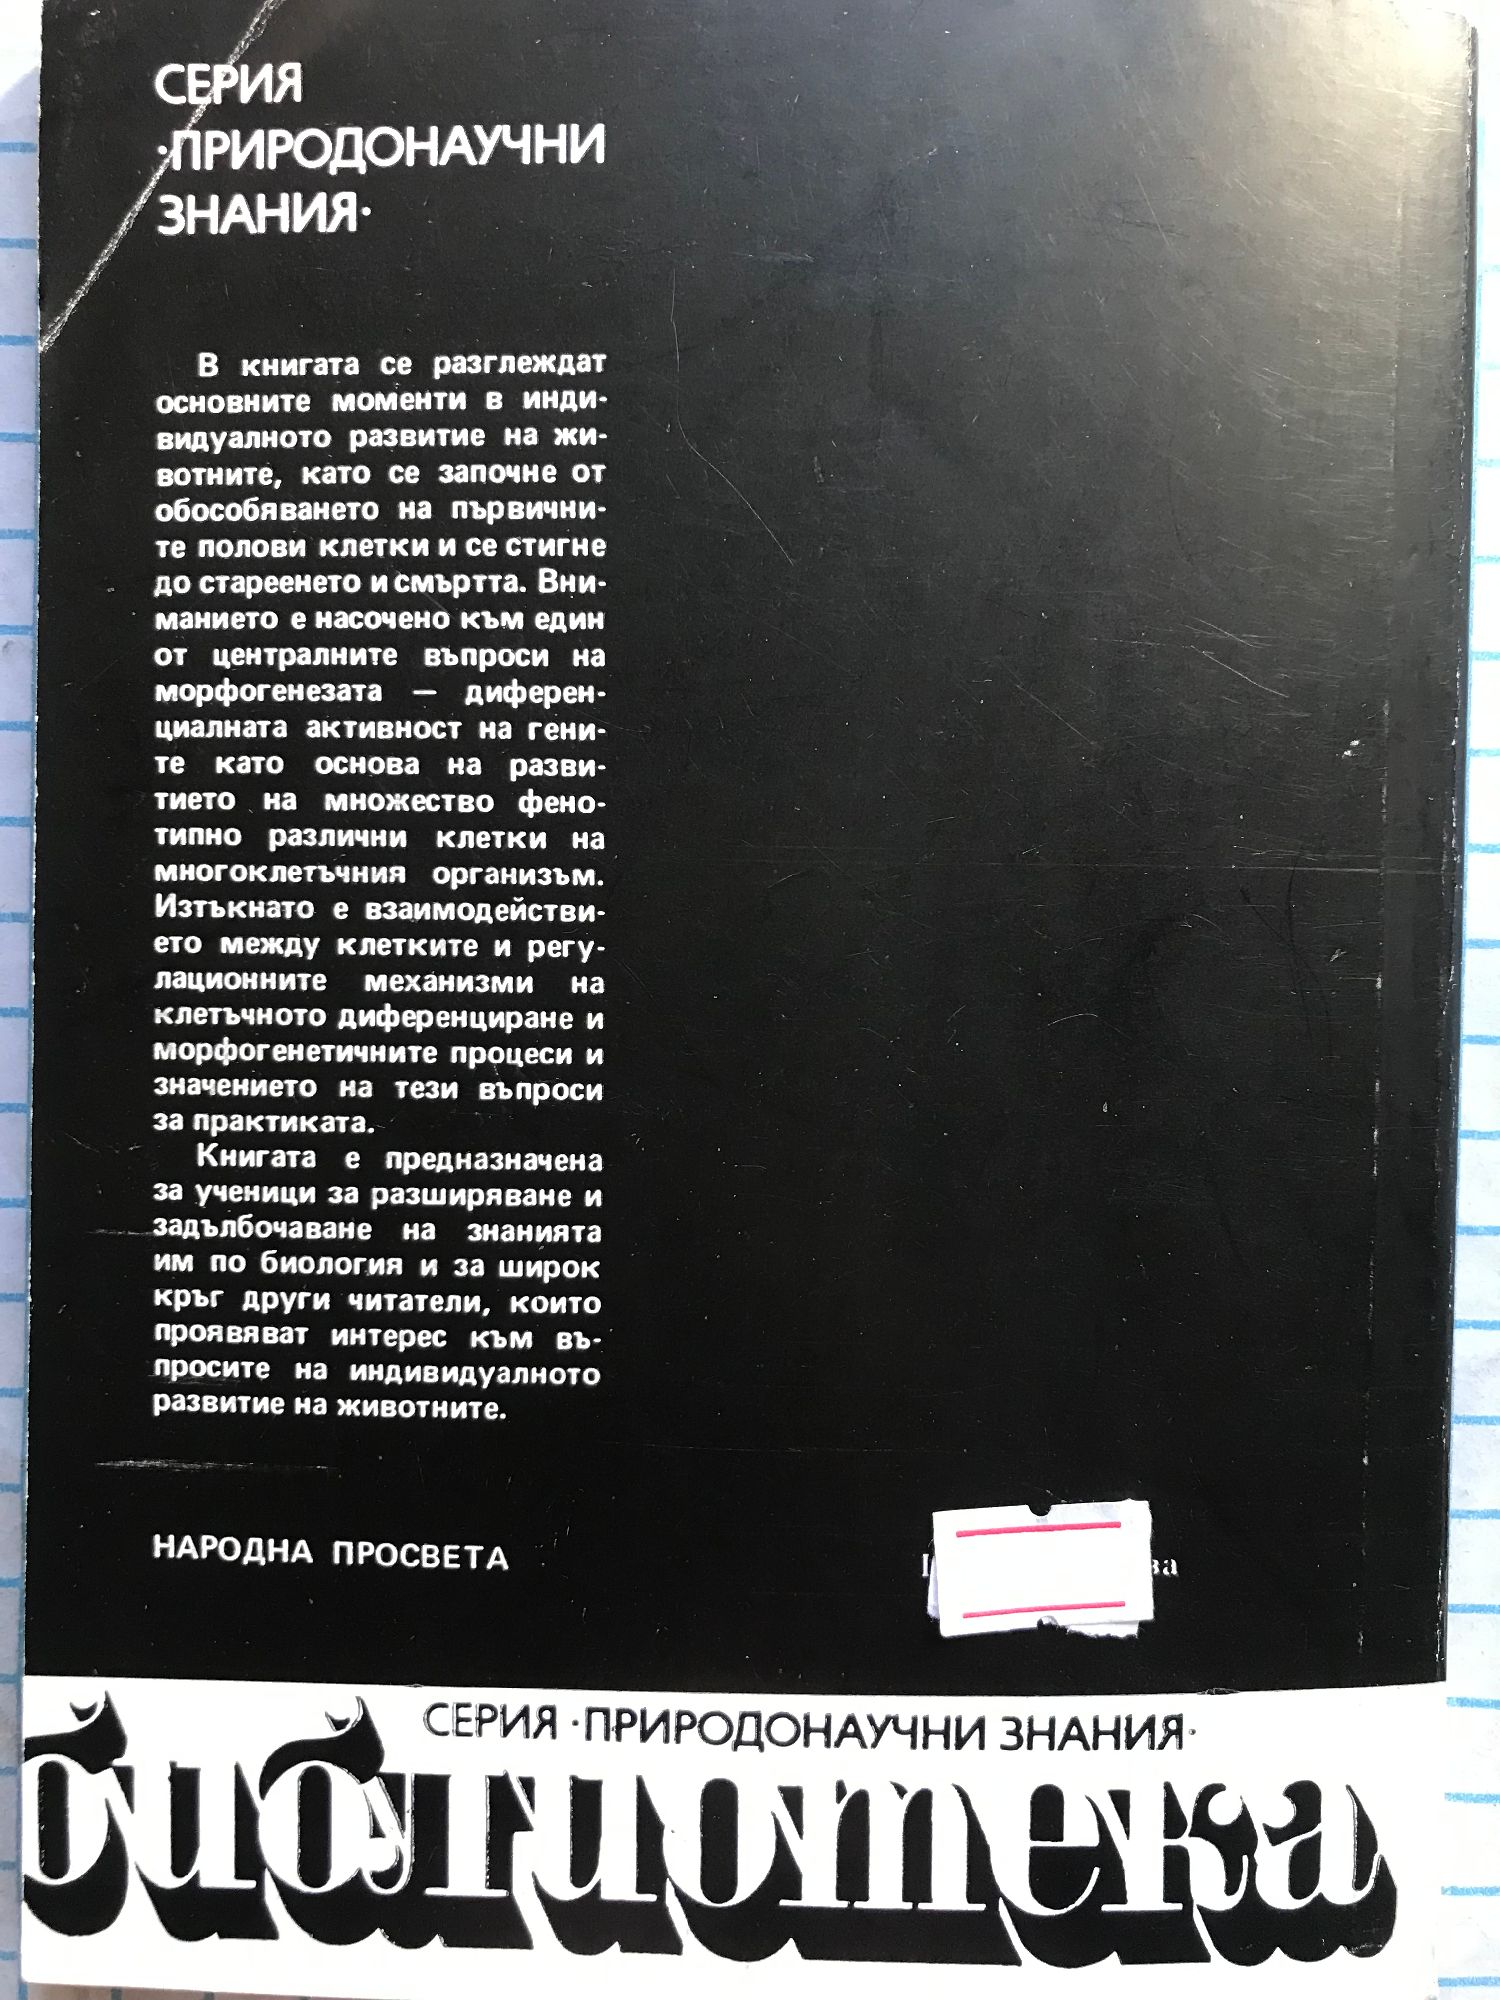 СЕРИЯ
·ПРИРОДОНАУЧНИ
ЗНАНИЯ·
В книгата се разглеждат
основните моменти в инди-
видуалното развитие на жи-
вотните, като се започне от
обособяването на първични-
те полови клетки и се стигне
до стареенето и смъртта. Вни-
манието е насочено към един
от централните въпроси на
морфогенезата — диферен-
циалната активност на гени-
те като основа на разви-
тието на множество фено-
типно различни клетки на
многоклетъчния организъм.
Изтъкнато е взаимодействи-
ето между клетките и регу-
лационните механизми на
клетъчното диференциране и
морфогенетичните процеси и
значението на тези въпроси
за практиката.
Книгата е предназначена
за ученици за разширяване и
задълбочаване на знанията
им по биология и за широк
кръг други читатели, които
проявяват интерес към въ-
просите на индивидуалното
развитие на животните.
НАРОДНА ПРОСВЕТА
СЕРИЯ ·ПРИРОДОНАУЧНИ ЗНАНИЯ·
библиотека